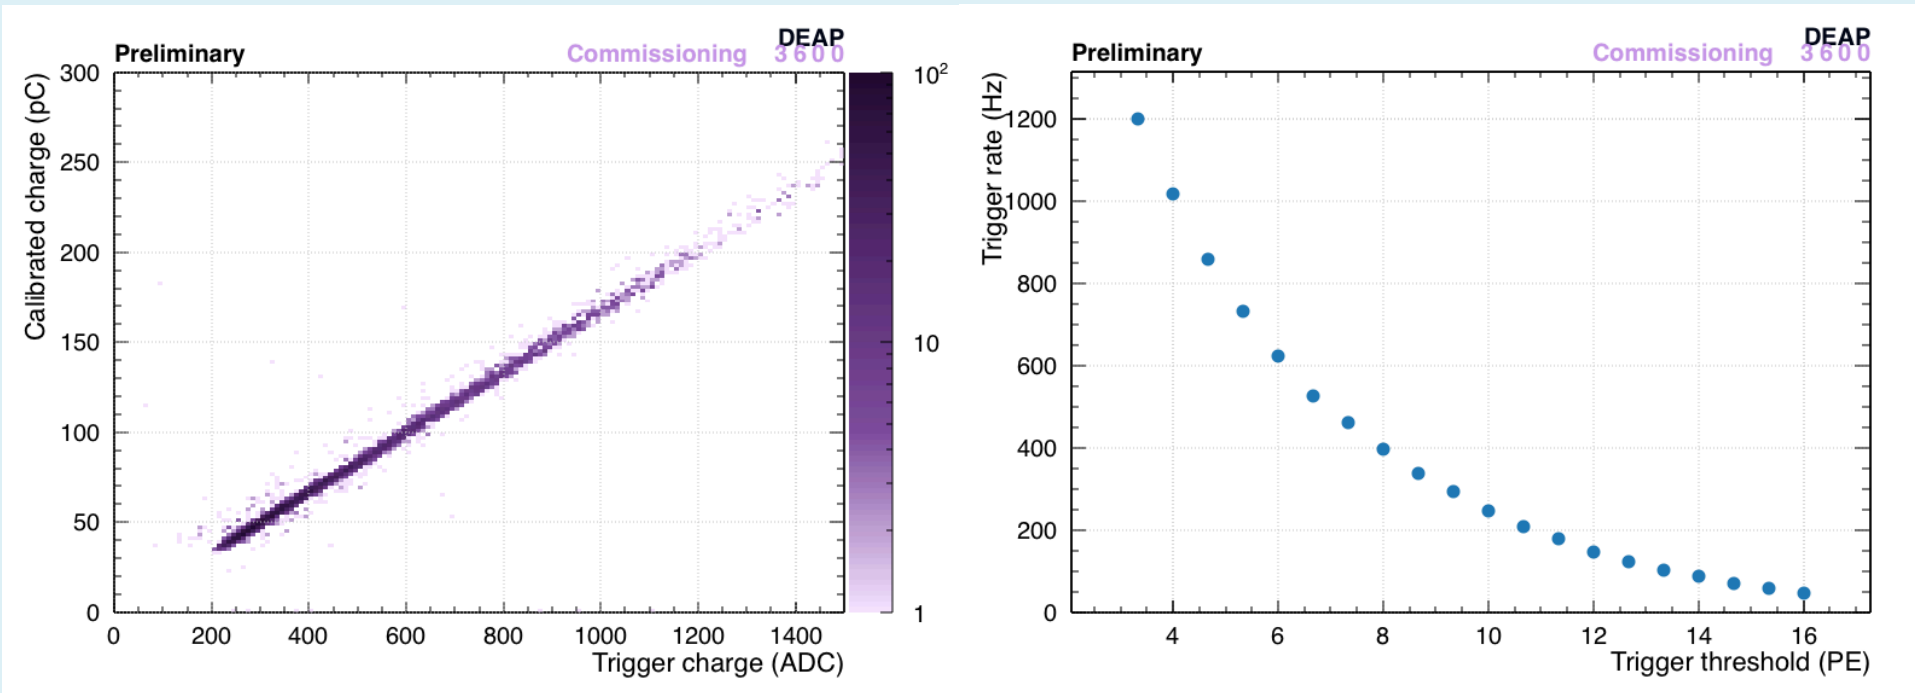 Preliminary
DEAP
Commissioning 3600
Calibrated charge (pC)
300
250
200
150
100
50
0
0 200 400 600 800 1000 1200 1400
Trigger charge (ADC)
10²
10
1
Preliminary
DEAP
Commissioning 3600
Trigger rate (Hz)
1200
1000
800
600
400
200
0
4 6 8 10 12 14 16
Trigger threshold (PE)